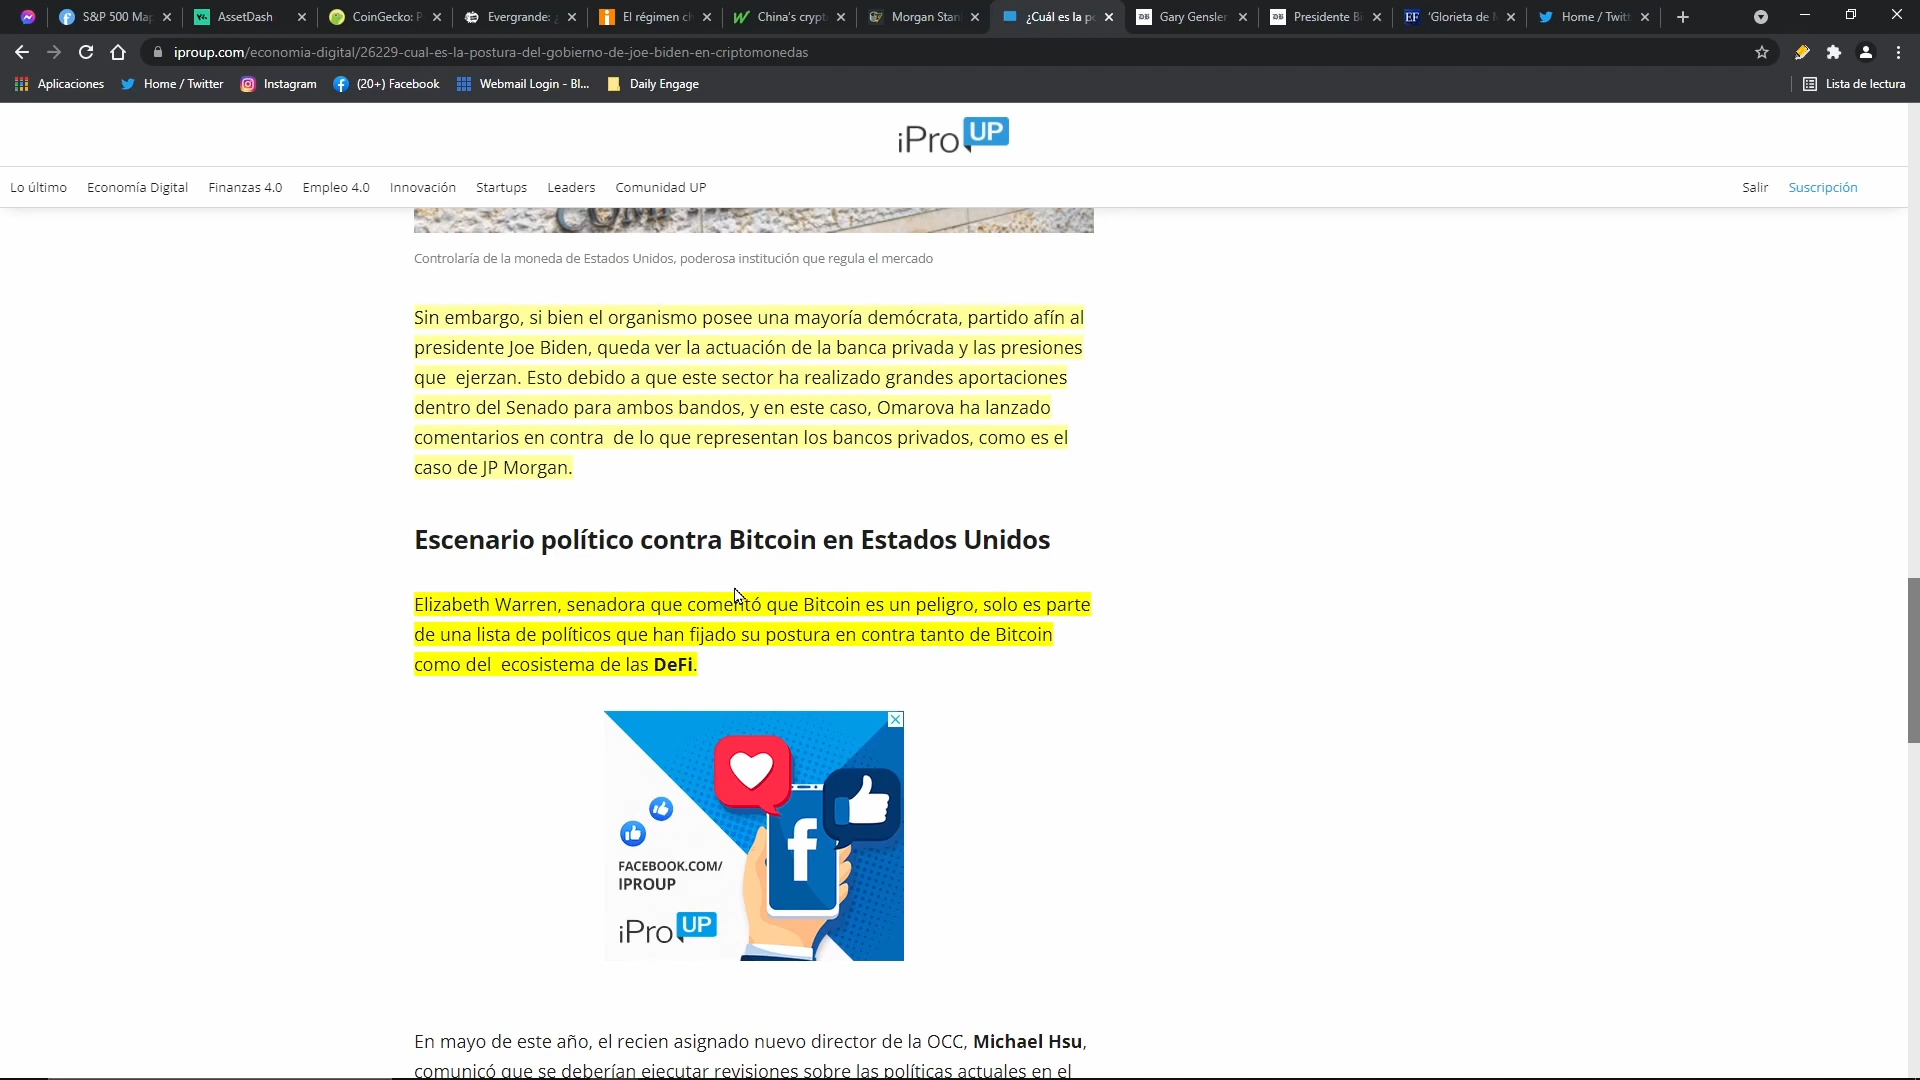 S&P 500 Ma
AssetDash
CoinGecko: P
Evergrande: ¿
El régimen ch
China's crypt
Morgan Stan
¿Cuál es la p
Gary Gensler
Presidente B
'Glorieta de
Home / Twitt
iproup.com/economia-digital/26229-cual-es-la-postura-del-gobierno-de-joe-biden-en-criptomonedas
Aplicaciones
Home / Twitter
Instagram
(20+) Facebook
Webmail Login - Bl...
Daily Engage
Lista de lectura
iPro UP
Lo último
Economía Digital
Finanzas 4.0
Empleo 4.0
Innovación
Startups
Leaders
Comunidad UP
Salir
Suscripción
Controlaría de la moneda de Estados Unidos, poderosa institución que regula el mercado
Sin embargo, si bien el organismo posee una mayoría demócrata, partido afín al
presidente Joe Biden, queda ver la actuación de la banca privada y las presiones
que ejerzan. Esto debido a que este sector ha realizado grandes aportaciones
dentro del Senado para ambos bandos, y en este caso, Omarova ha lanzado
comentarios en contra de lo que representan los bancos privados, como es el
caso de JP Morgan.
Escenario político contra Bitcoin en Estados Unidos
Elizabeth Warren, senadora que comentó que Bitcoin es un peligro, solo es parte
de una lista de políticos que han fijado su postura en contra tanto de Bitcoin
como del ecosistema de las DeFi.
FACEBOOK.COM/
IPROUP
iPro UP
En mayo de este año, el recien asignado nuevo director de la OCC, Michael Hsu,
comunicó que se deberían ejecutar revisiones sobre las políticas actuales en el